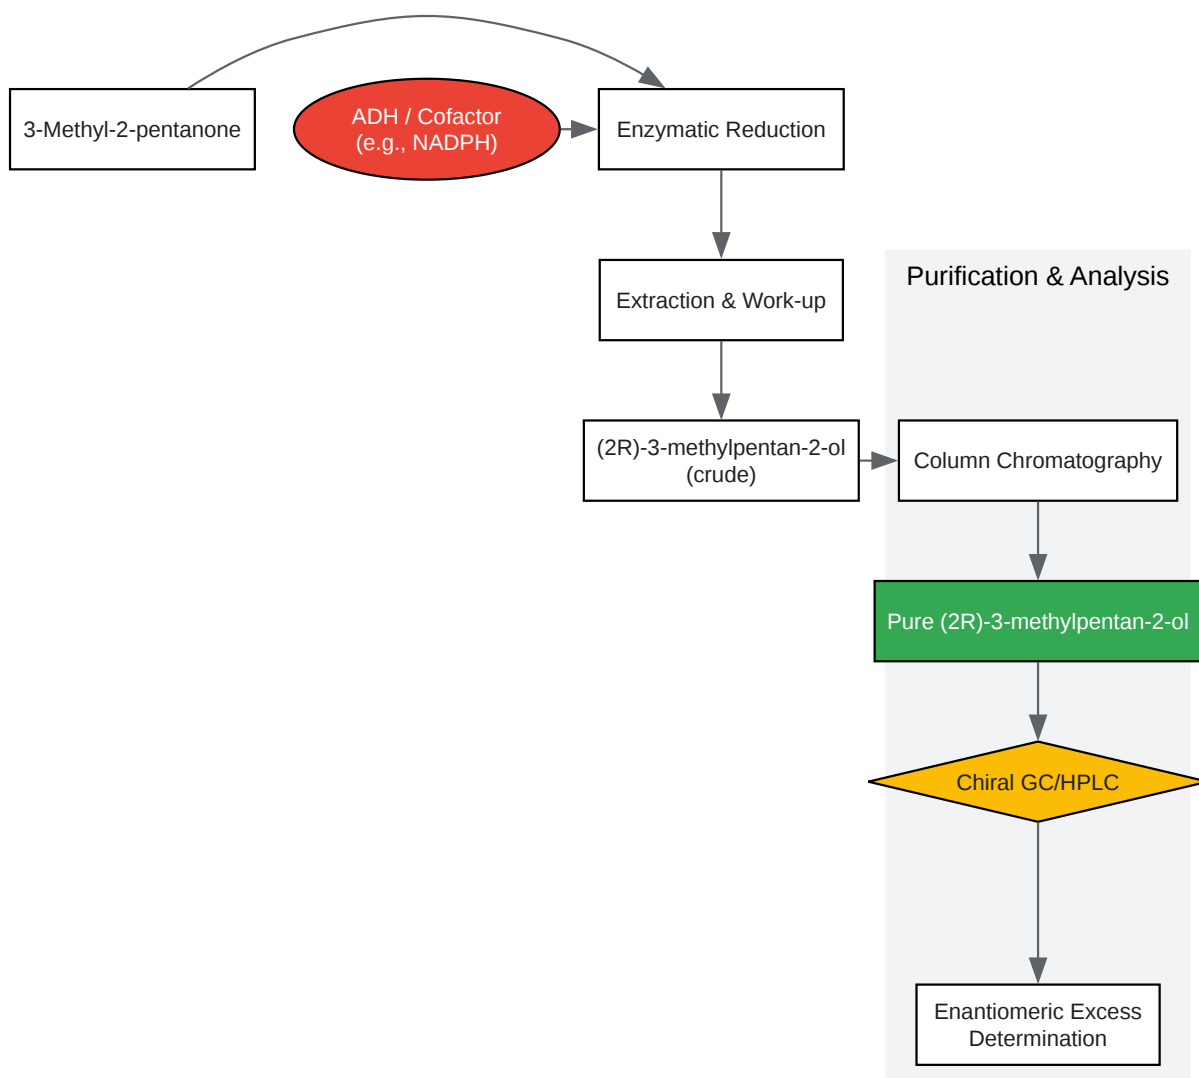 3-Methyl-2-pentanone
ADH / Cofactor
(e.g., NADPH)
Enzymatic Reduction
Extraction & Work-up
Purification & Analysis
(2R)-3-methylpentan-2-ol
(crude)
Column Chromatography
Pure (2R)-3-methylpentan-2-ol
Chiral GC/HPLC
Enantiomeric Excess
Determination